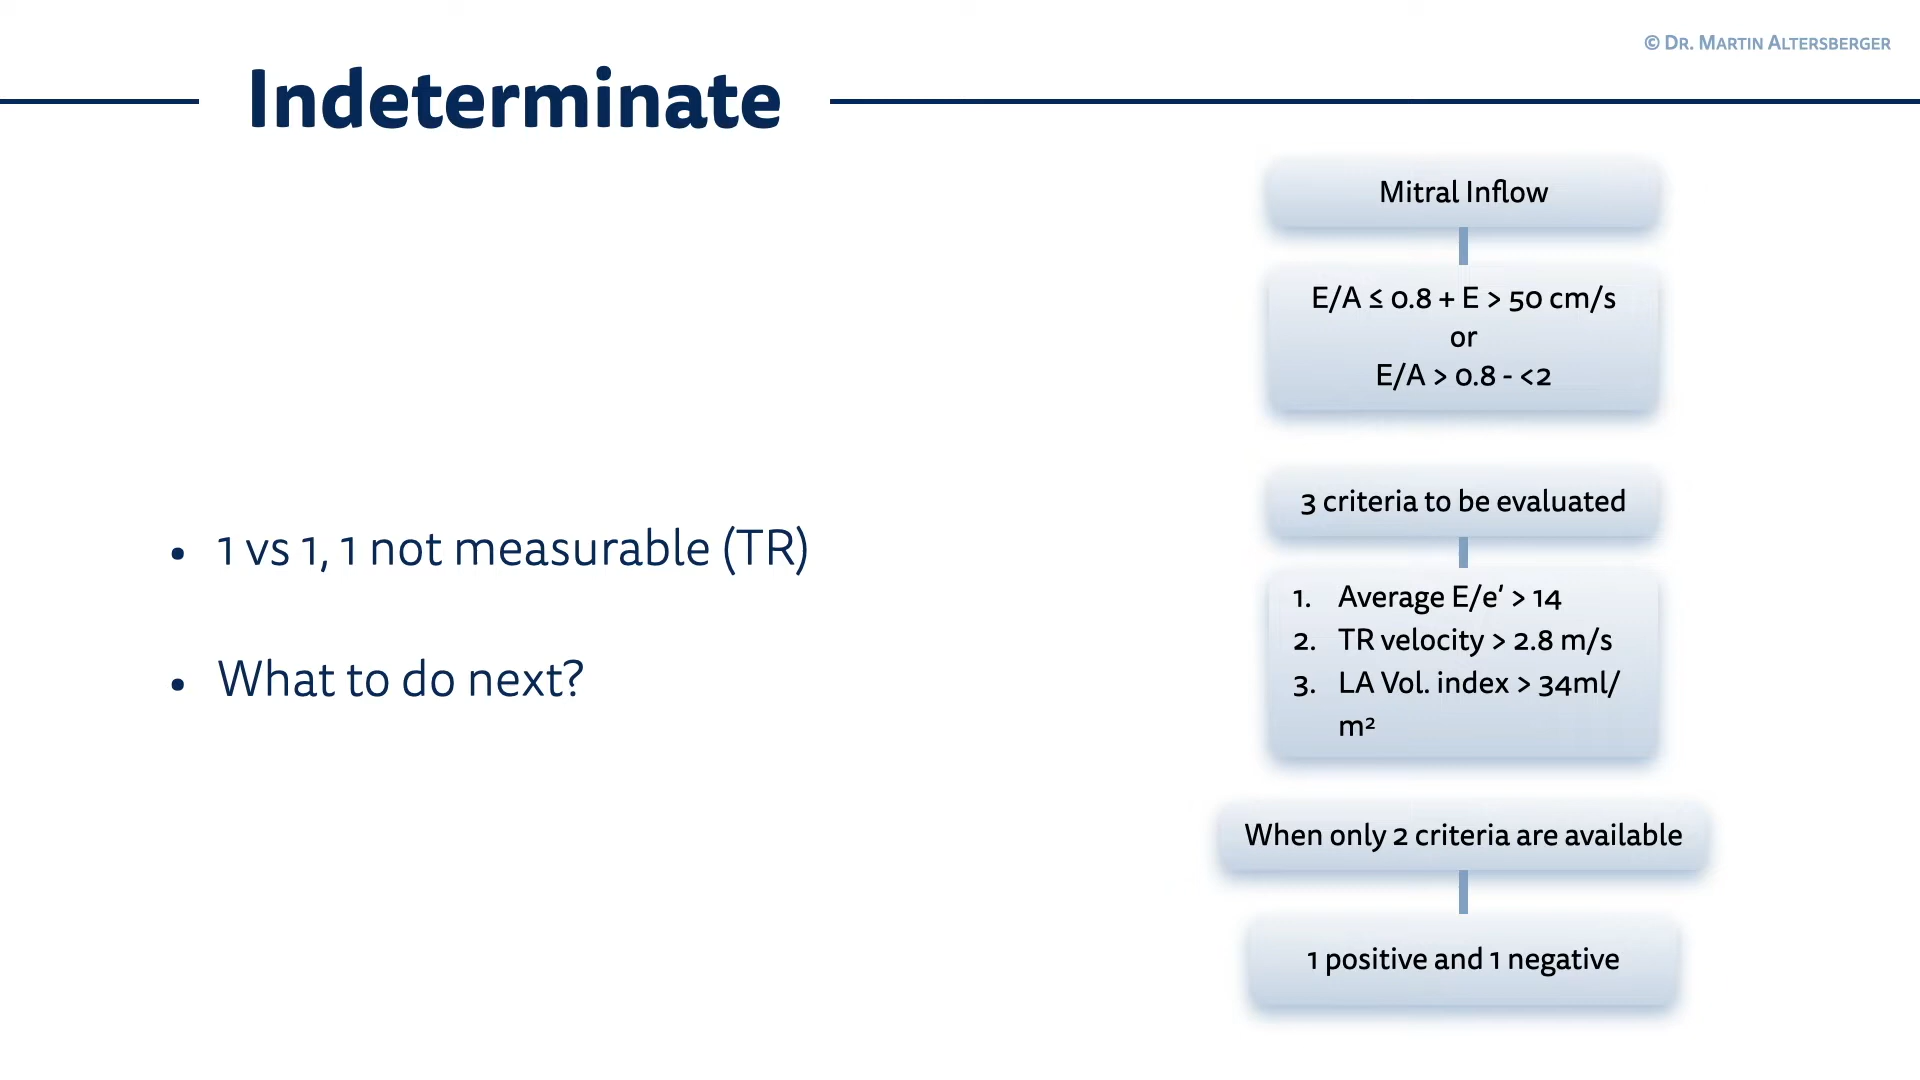 © Dr. Martin Altersberger
Indeterminate
• 1 vs 1, 1 not measurable (TR)
• What to do next?
Mitral Inflow
E/A ≤ 0.8 + E > 50 cm/s
or
E/A > 0.8 - <2
3 criteria to be evaluated
1. Average E/e' > 14
2. TR velocity > 2.8 m/s
3. LA Vol. index > 34ml/
m²
When only 2 criteria are available
1 positive and 1 negative